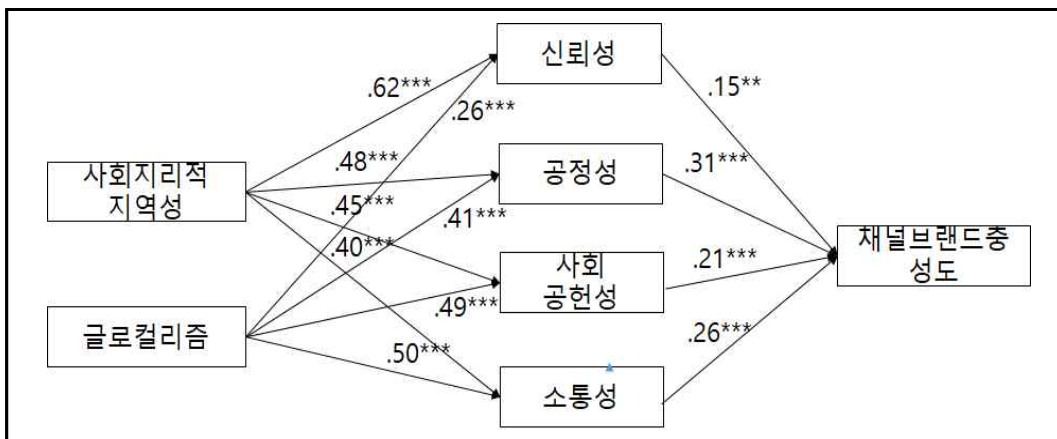 신뢰성
.62***
.26***
.15**
사회지리적
지역성
.48***
공정성
.31***
.45***
.41***
.40***
사회
공헌성
.21***
채널브랜드충
성도
글로컬리즘
.49***
.50***
소통성
.26***